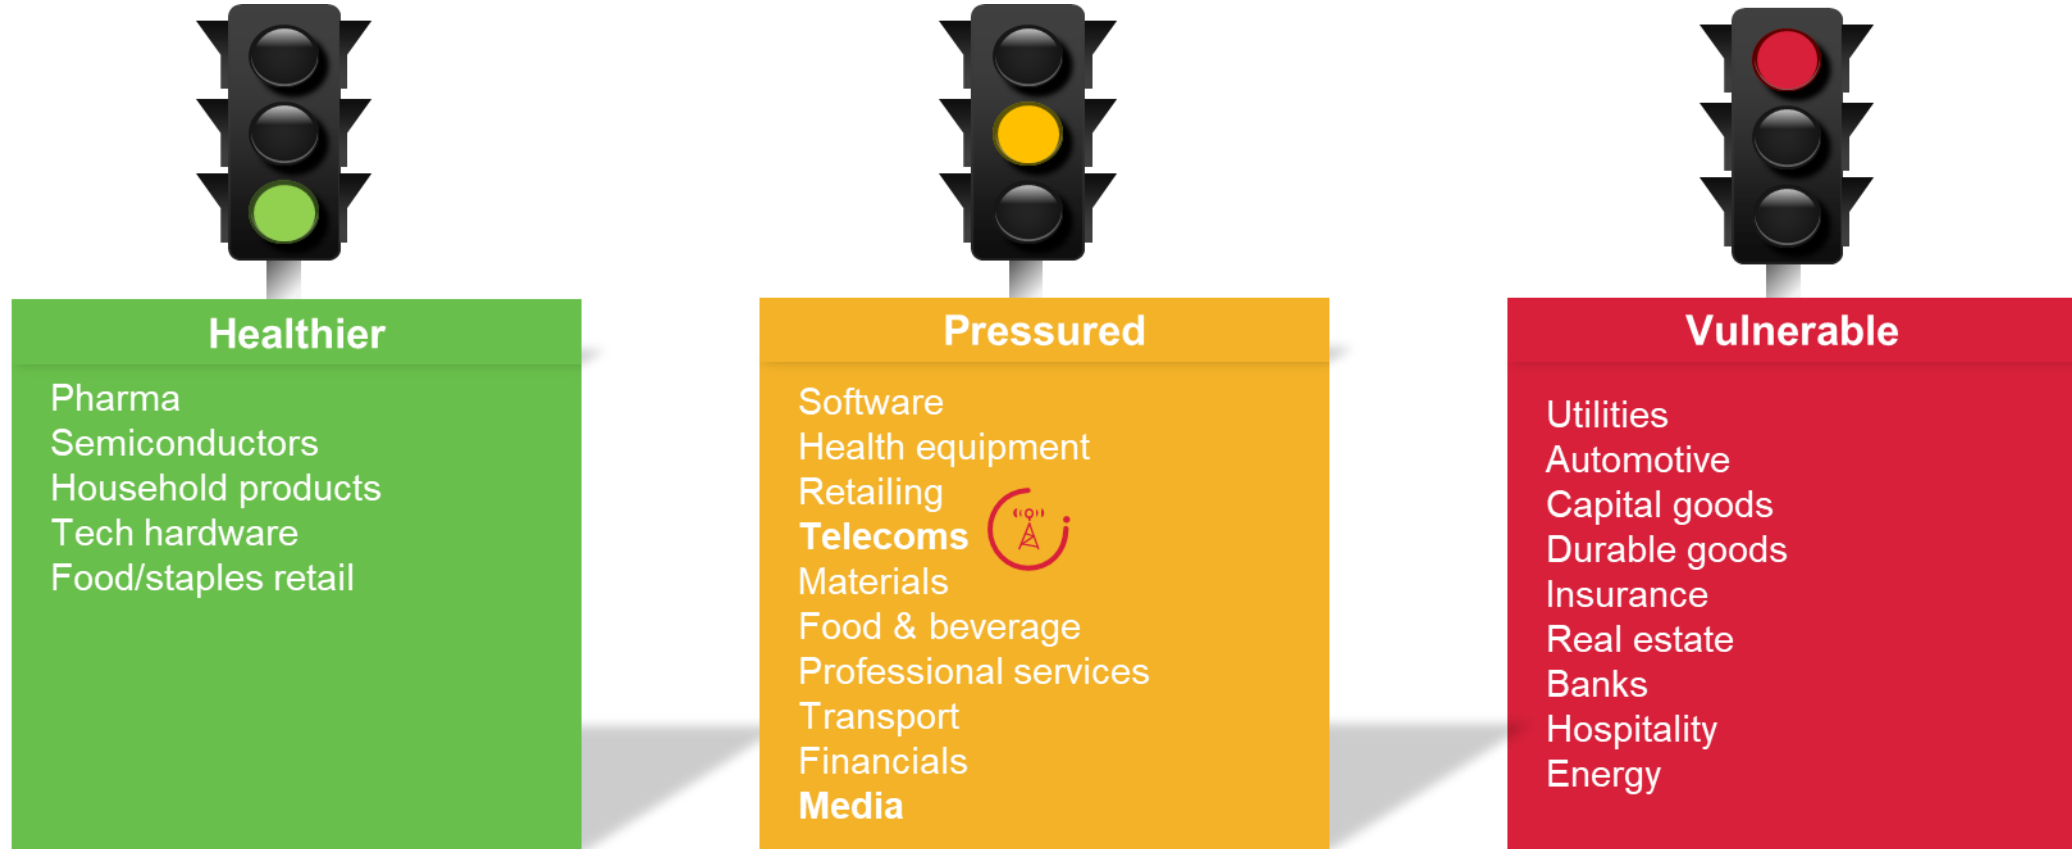 Healthier
Pharma
Semiconductors
Household products
Tech hardware
Food/staples retail
Pressured
Software
Health equipment
Retailing
Telecoms
Materials
Food & beverage
Professional services
Transport
Financials
Media
Vulnerable
Utilities
Automotive
Capital goods
Durable goods
Insurance
Real estate
Banks
Hospitality
Energy